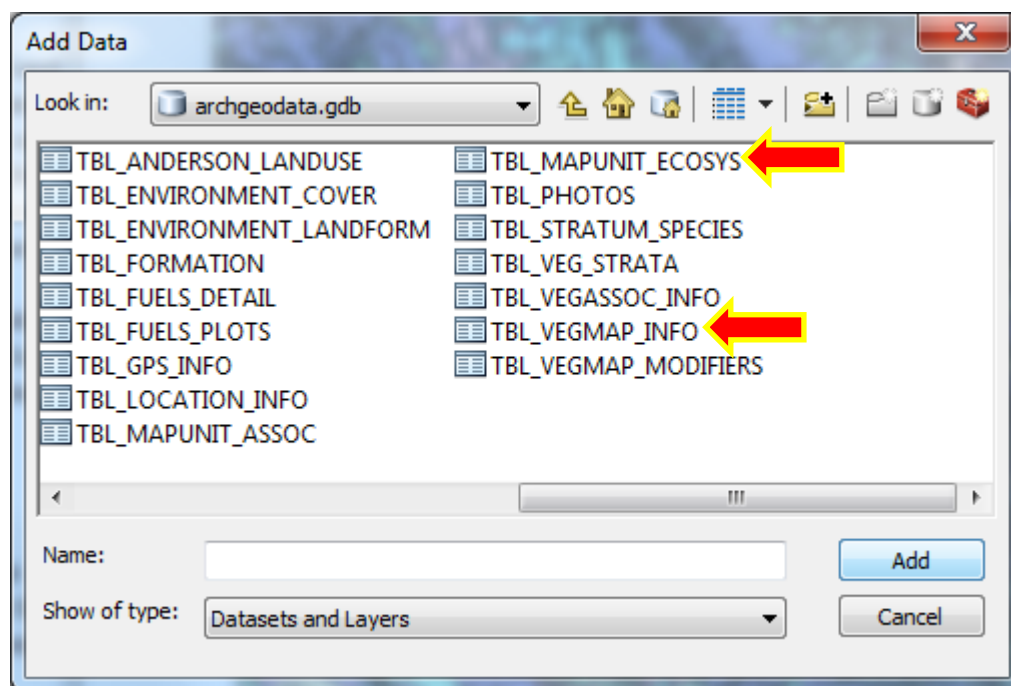 Add Data
Look in: archgeodata.gdb
TBL_ANDERSON_LANDUSE
TBL_ENVIRONMENT_COVER
TBL_ENVIRONMENT_LANDFORM
TBL_FORMATION
TBL_FUELS_DETAIL
TBL_FUELS_PLOTS
TBL_GPS_INFO
TBL_LOCATION_INFO
TBL_MAPUNIT_ASSOC
TBL_MAPUNIT_ECOSYS
TBL_PHOTOS
TBL_STRATUM_SPECIES
TBL_VEG_STRATA
TBL_VEGASSOC_INFO
TBL_VEGMAP_INFO
TBL_VEGMAP_MODIFIERS
Name:
Add
Show of type: Datasets and Layers
Cancel